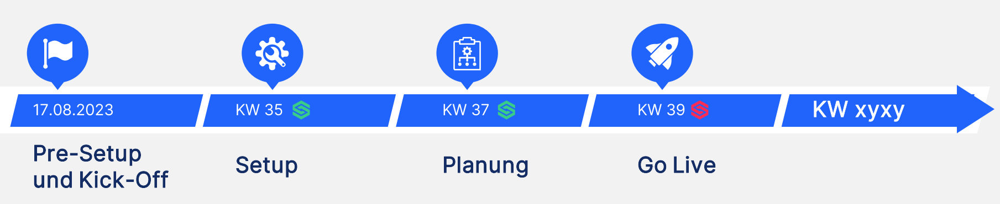 17.08.2023
KW 35
KW 37
KW 39
KW xyxy
Pre-Setup
und Kick-Off
Setup
Planung
Go Live